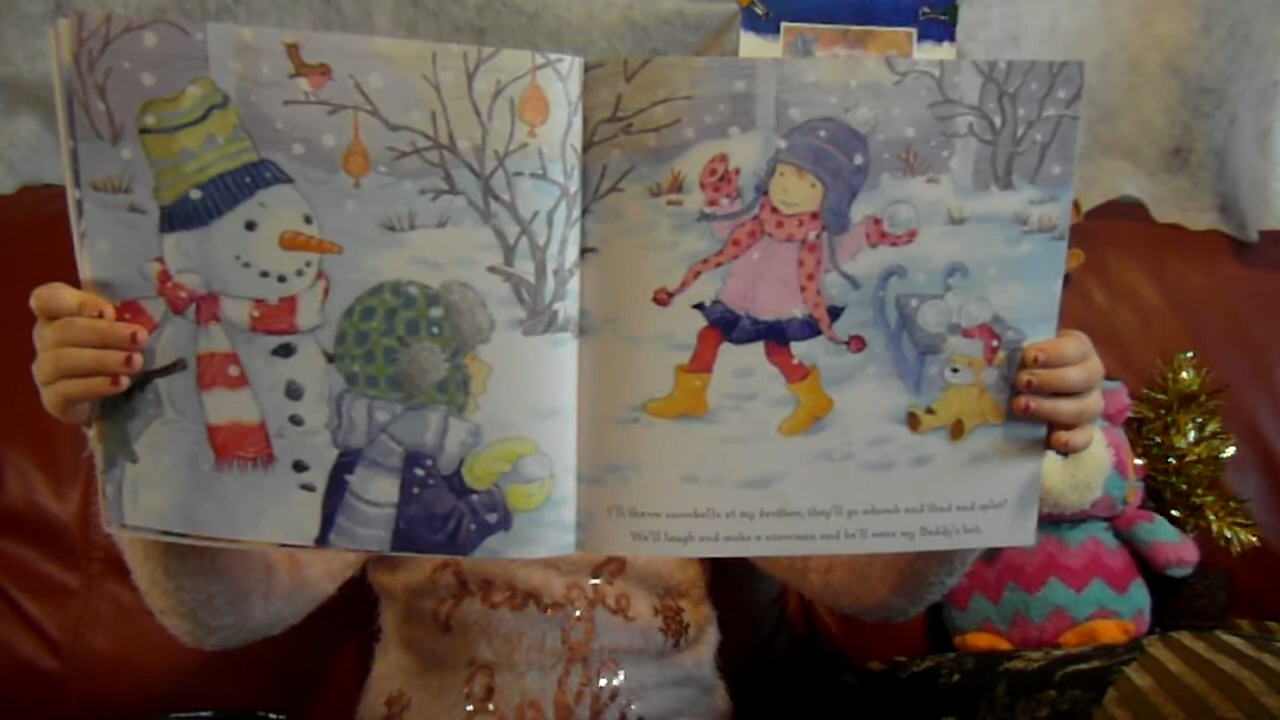 I'll throw snowballs at my brother, they'll go whoosh and thud and splat!
We'll laugh and make a snowman and he'll wear my Daddy's hat.
Jingle